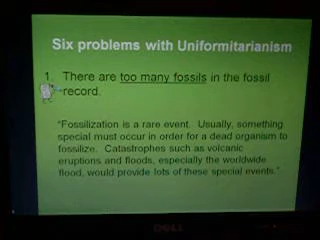 Six problems with Uniformitarianism
1. There are too many fossils in the fossil
record.
"Fossilization is a rare event. Usually, something
special must occur in order for a dead organism to
fossilize. Catastrophes such as volcanic
eruptions and floods, especially the worldwide
flood, would provide lots of these special events."
DELL